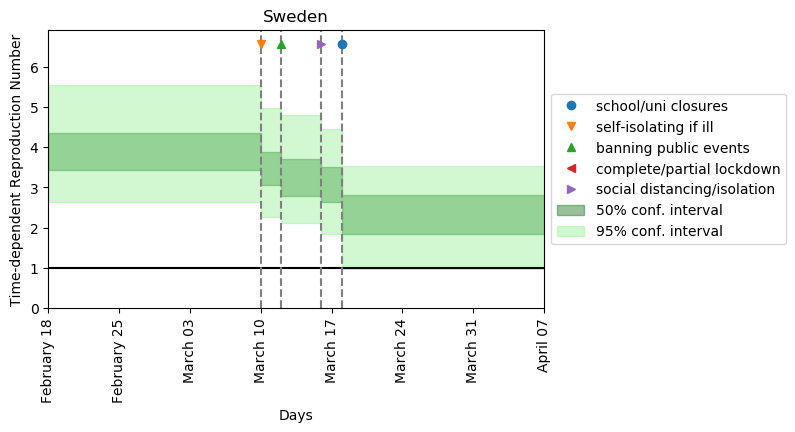 Sweden
Time-dependent Reproduction Number
6
5
4
3
2
1
0
February 18
February 25
March 03
March 10
March 17
March 24
March 31
April 07
Days
school/uni closures
self-isolating if ill
banning public events
complete/partial lockdown
social distancing/isolation
50% conf. interval
95% conf. interval